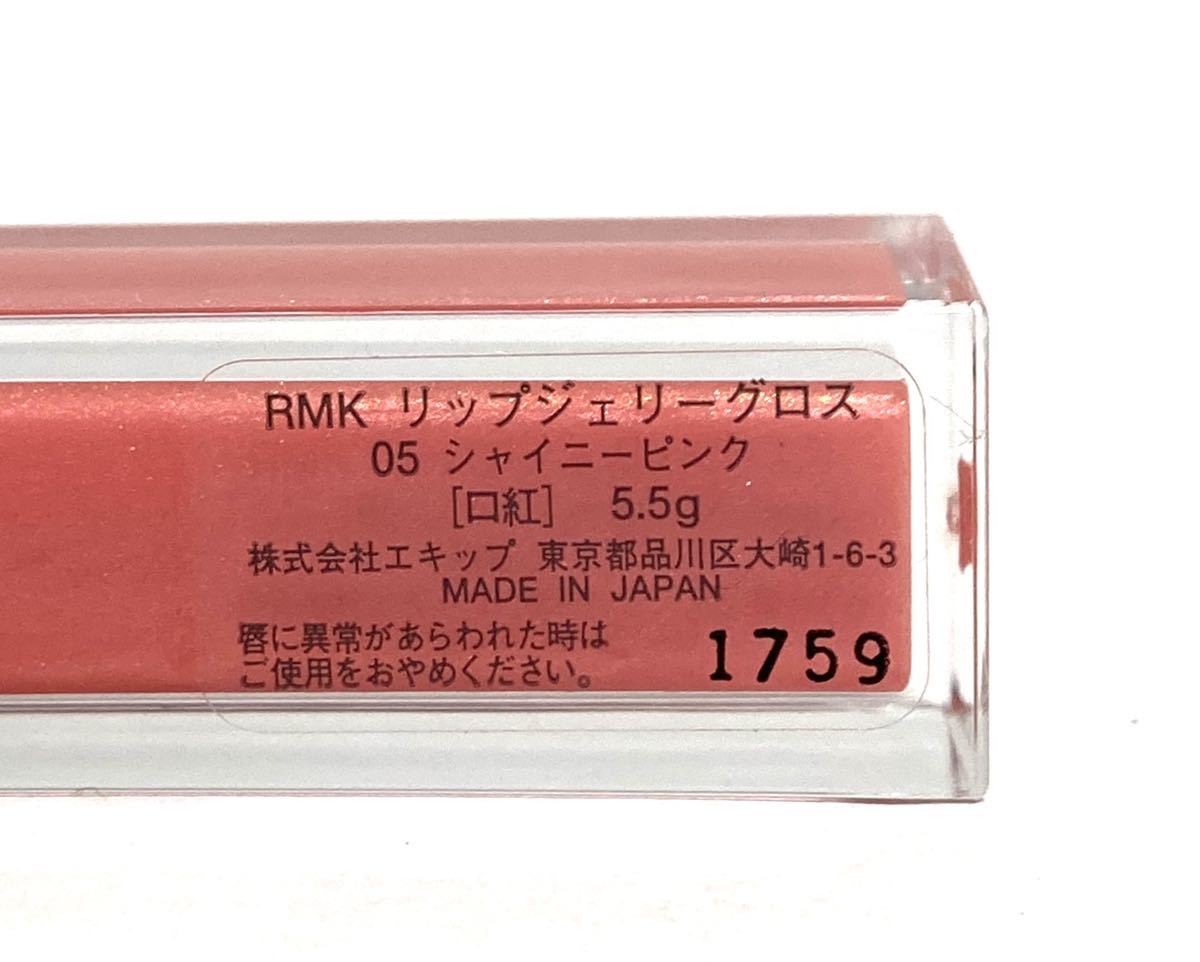 RMK リップジェリーグロス
05 シャイニーピンク
[口紅] 5.5g
株式会社エキップ 東京都品川区大崎1-6-3
MADE IN JAPAN
唇に異常があらわれた時は
ご使用をおやめください。
1759